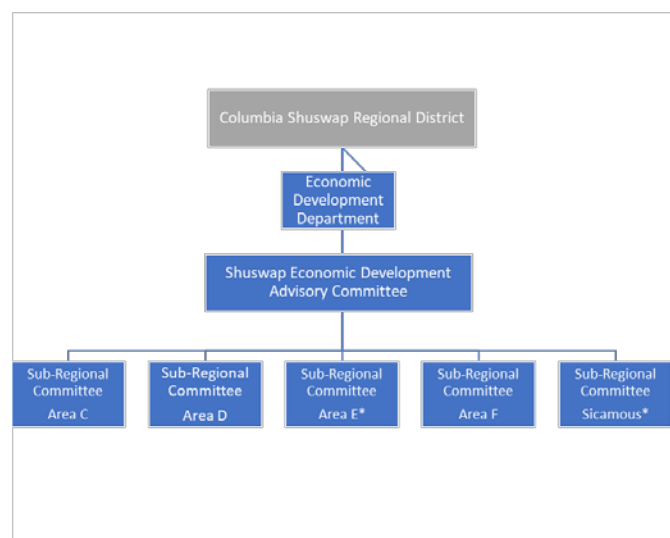 Columbia Shuswap Regional District
Economic
Development
Department
Shuswap Economic Development
Advisory Committee
Sub-Regional
Committee
Area C
Sub-Regional
Committee
Area D
Sub-Regional
Committee
Area E*
Sub-Regional
Committee
Area F
Sub-Regional
Committee
Sicamous*